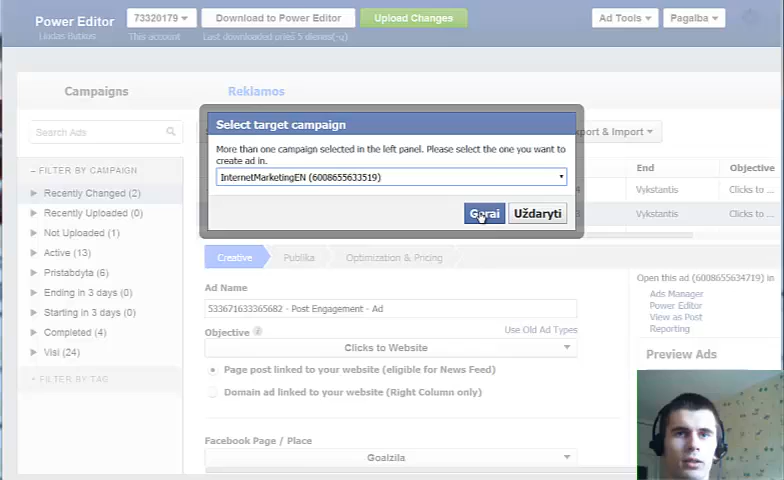 Power Editor
Liudas Butkus
73320179
This account
Download to Power Editor
Last downloaded prieš 5 dienos(-ų)
Upload Changes
Ad Tools
Pagalba
Campaigns
Reklamos
Search Ads
xport & Import
Select target campaign
More than one campaign selected in the left panel. Please select the one you want to
create ad in.
InternetMarketingEN (6008655633519)
Gerai
Uždaryti
End
Objective
Vykstantis
Clicks to ...
Vykstantis
Clicks to ...
FILTER BY CAMPAIGN
Recently Changed (2)
Recently Uploaded (0)
Not Uploaded (1)
Active (13)
Pristabdyta (6)
Ending in 3 days (0)
Starting in 3 days (0)
Completed (4)
Visi (24)
FILTER BY TAG
Creative
Publika
Optimization & Pricing
Ad Name
533671633365682 - Post Engagement - Ad
Objective
Use Old Ad Types
Clicks to Website
Page post linked to your website (eligible for News Feed)
Domain ad linked to your website (Right Column only)
Facebook Page / Place
Goalzila
Open this ad (6008655634719) in
Ads Manager
Power Editor
View as Post
Reporting
Preview Ads